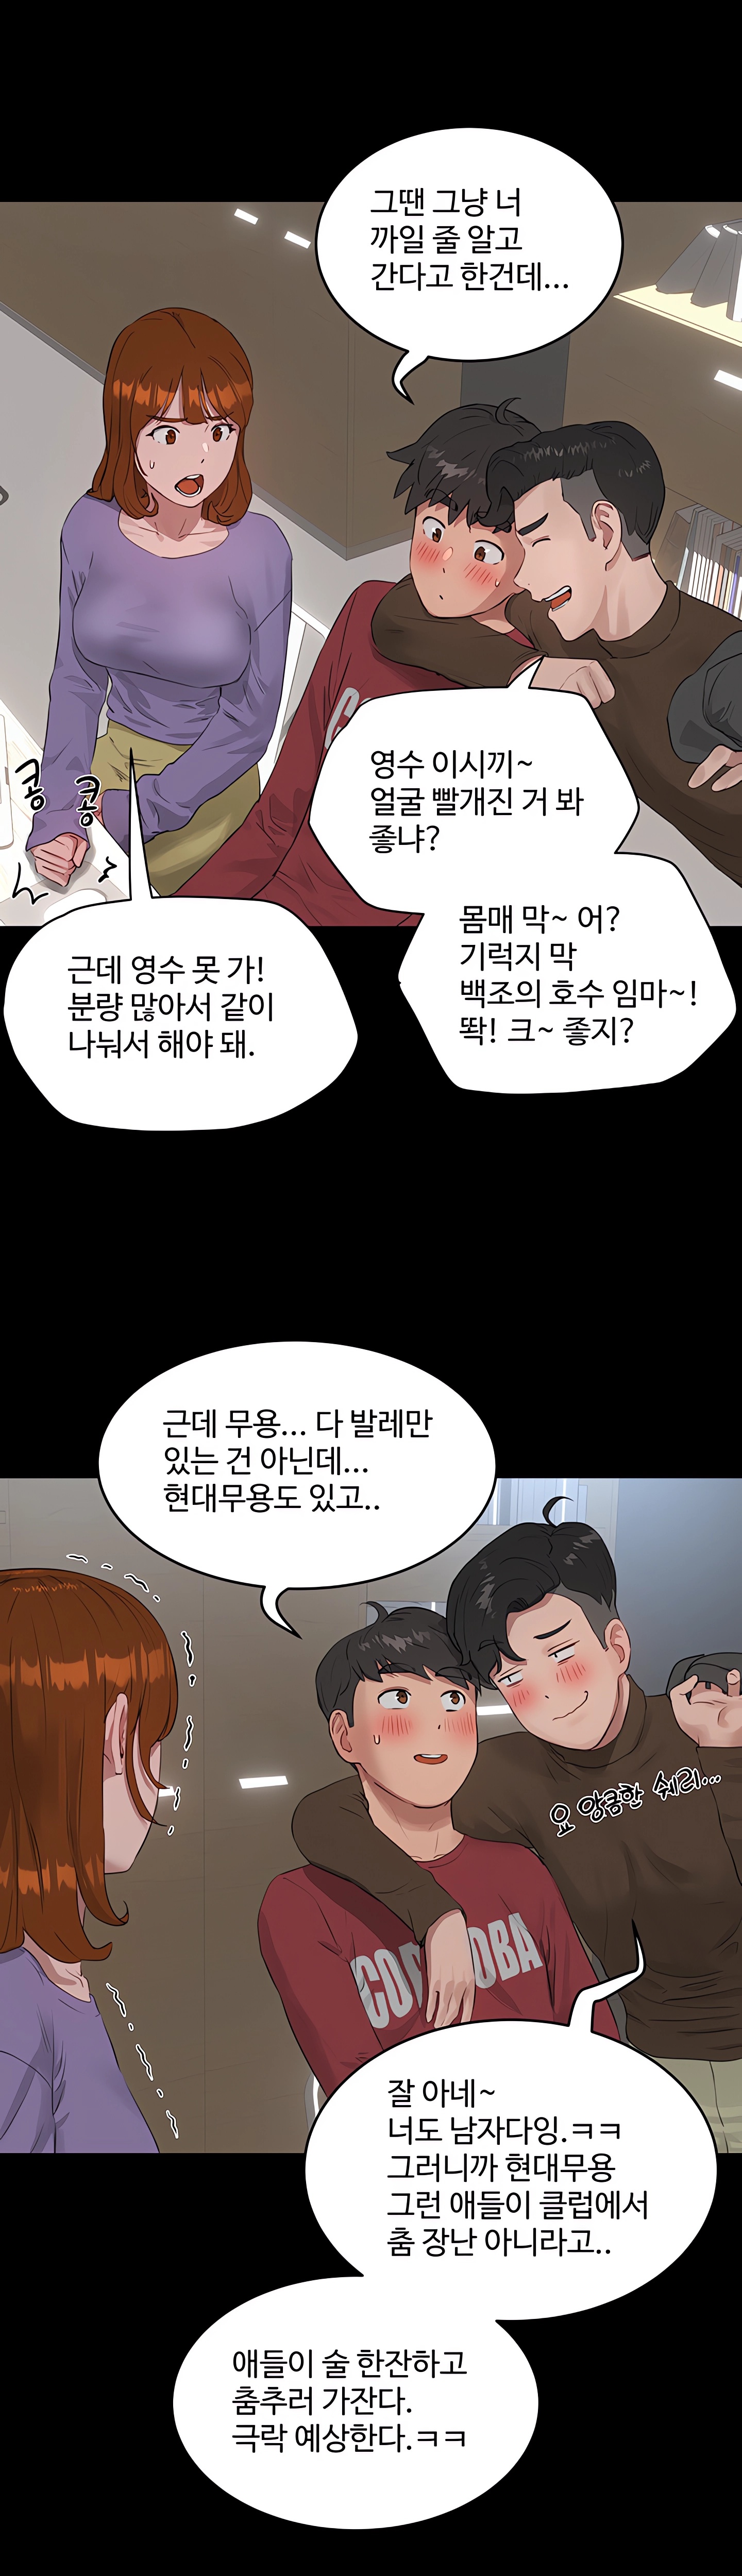 그땐 그냥 너
까일 줄 알고
간다고 한건데...
영수 이시끼~
얼굴 빨개진 거 봐
좋냐?
몸매 막~ 어?
기럭지 막
백조의 호수 임마~!
똭! 크~ 좋지?
콩
콩
근데 영수 못 가!
분량 많아서 같이
나눠서 해야 돼.
근데 무용... 다 발레만
있는 건 아닌데...
현대무용도 있고..
요 앙큼한 쉐리...
COR OBA
잘 아네~
너도 남자다잉.ㅋㅋ
그러니까 현대무용
그런 애들이 클럽에서
춤 장난 아니라고..
애들이 술 한잔하고
춤추러 가잔다.
극락 예상한다.ㅋㅋ